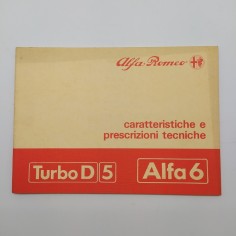 Alfa Romeo
caratteristiche e
prescrizioni tecniche
Turbo D 5 Alfa 6